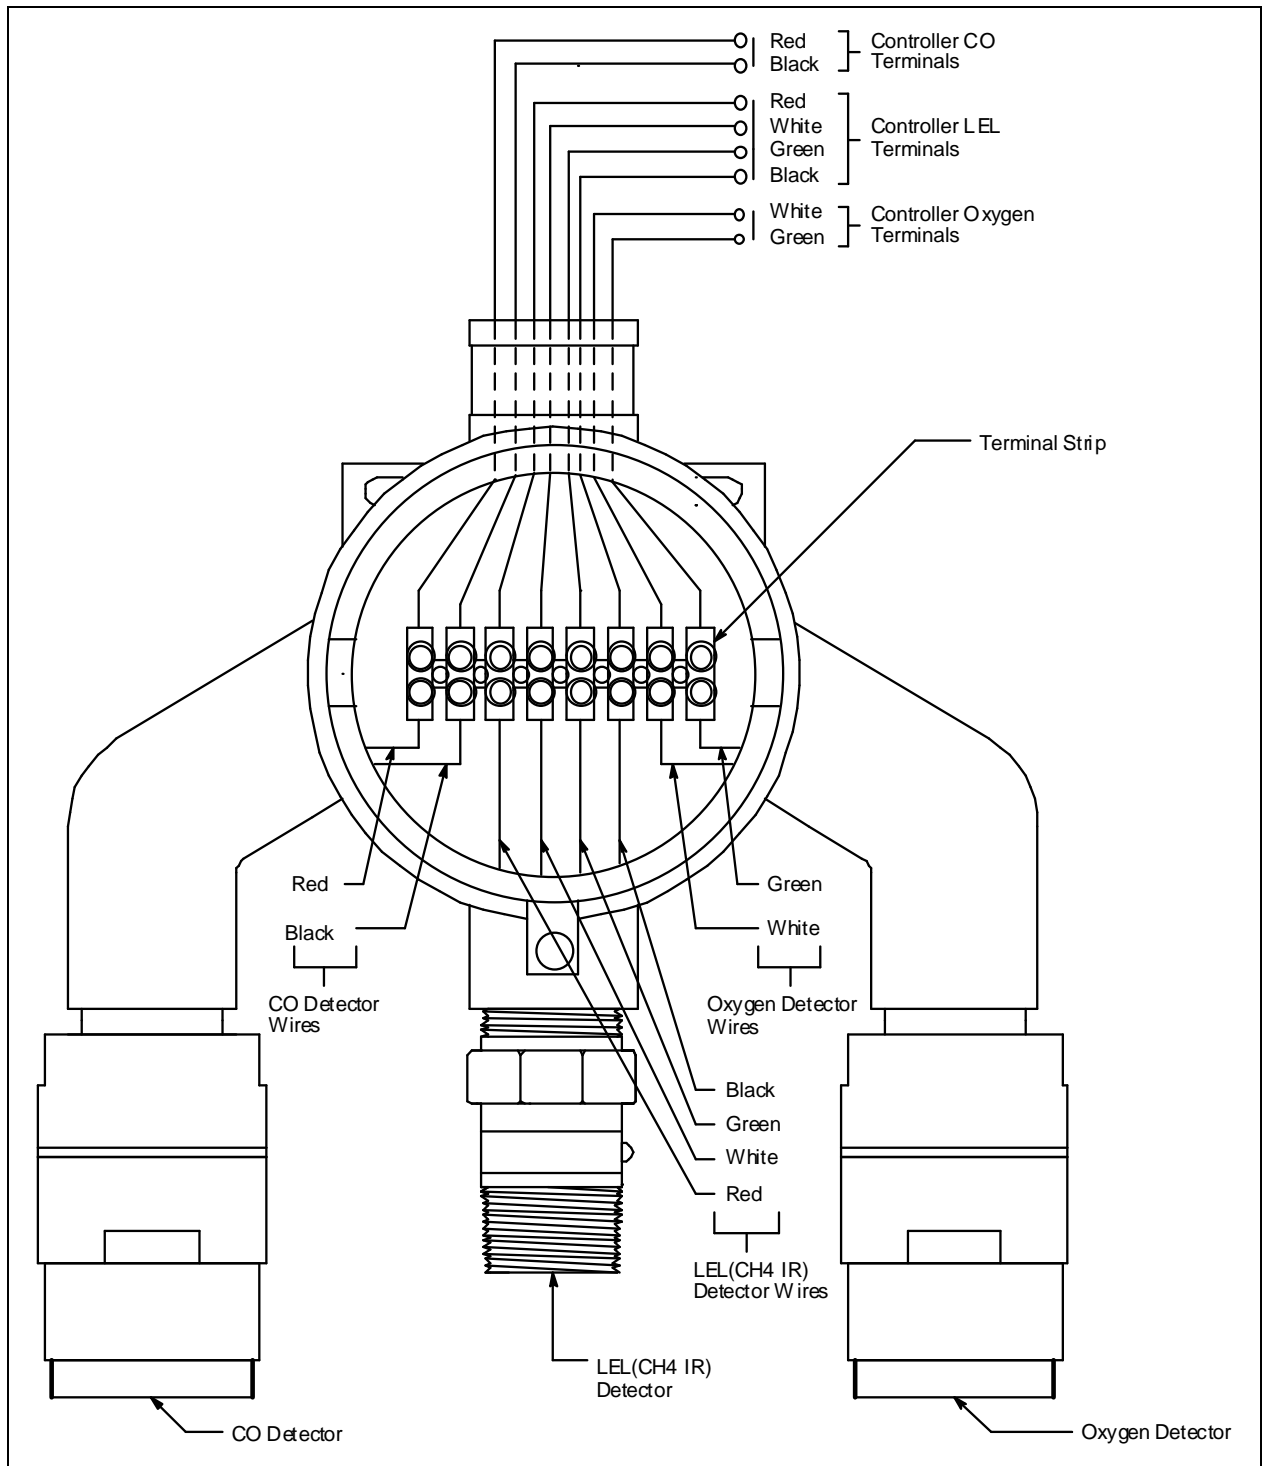 Red
Black
Controller CO
Terminals
Red
White
Green
Black
Controller LEL
Terminals
White
Green
Controller Oxygen
Terminals
Terminal Strip
Red
Black
CO Detector
Wires
Green
White
Oxygen Detector
Wires
Black
Green
White
Red
LEL(CH4 IR)
Detector Wires
LEL(CH4 IR)
Detector
CO Detector
Oxygen Detector